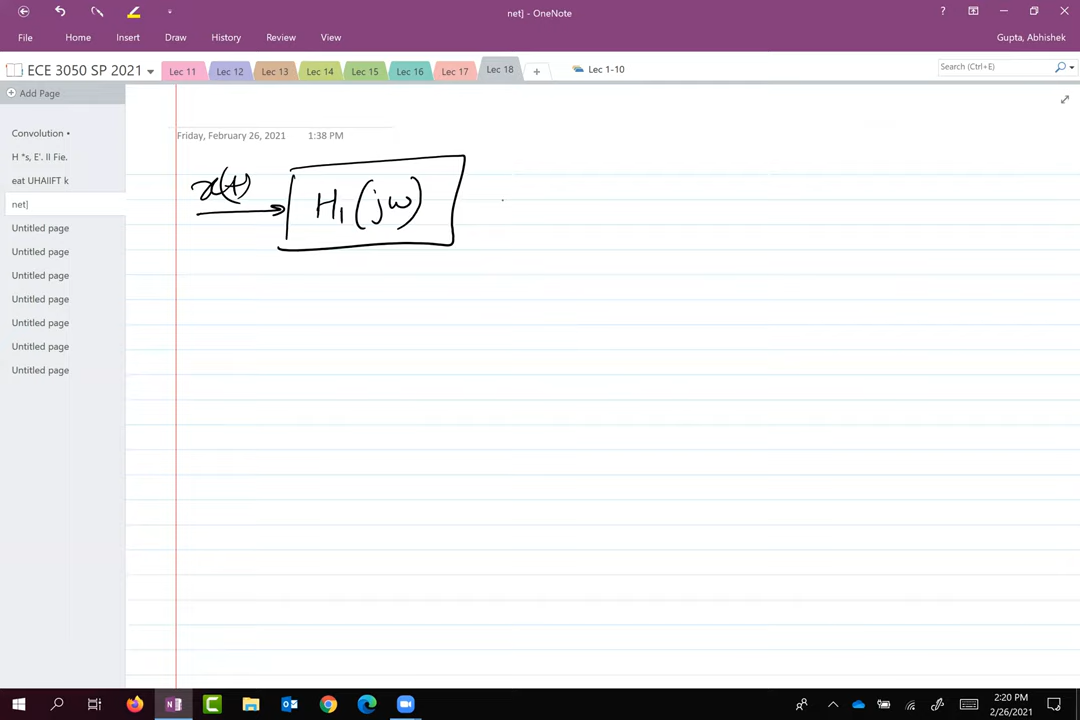 net] - OneNote
?
File Home Insert Draw History Review View
Gupta, Abhishek
ECE 3050 SP 2021
Lec 11 Lec 12 Lec 13 Lec 14 Lec 15 Lec 16 Lec 17 Lec 18 + Lec 1-10
Search (Ctrl+E)
Add Page
Convolution •
H *s, E'. II Fie.
eat UHAIIFT k
net]
Untitled page
Untitled page
Untitled page
Untitled page
Untitled page
Untitled page
Untitled page
Friday, February 26, 2021 1:38 PM
x(t)
H₁(jω)
2:20 PM
2/26/2021